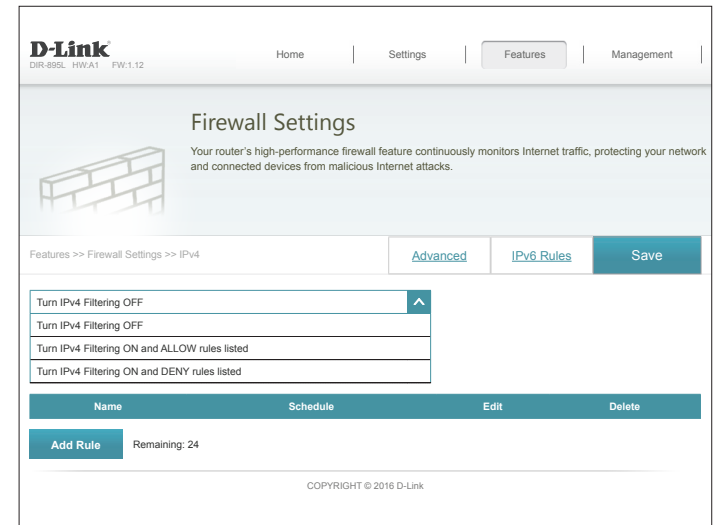 D-Link
DIR-895L HW:A1 FW:1.12
Home
Settings
Features
Management
Firewall Settings
Your router's high-performance firewall feature continuously monitors Internet traffic, protecting your network
and connected devices from malicious Internet attacks.
Features >> Firewall Settings >> IPv4
Advanced
IPv6 Rules
Save
Turn IPv4 Filtering OFF
Turn IPv4 Filtering OFF
Turn IPv4 Filtering ON and ALLOW rules listed
Turn IPv4 Filtering ON and DENY rules listed
Name Schedule Edit Delete
Add Rule Remaining: 24
COPYRIGHT © 2016 D-Link